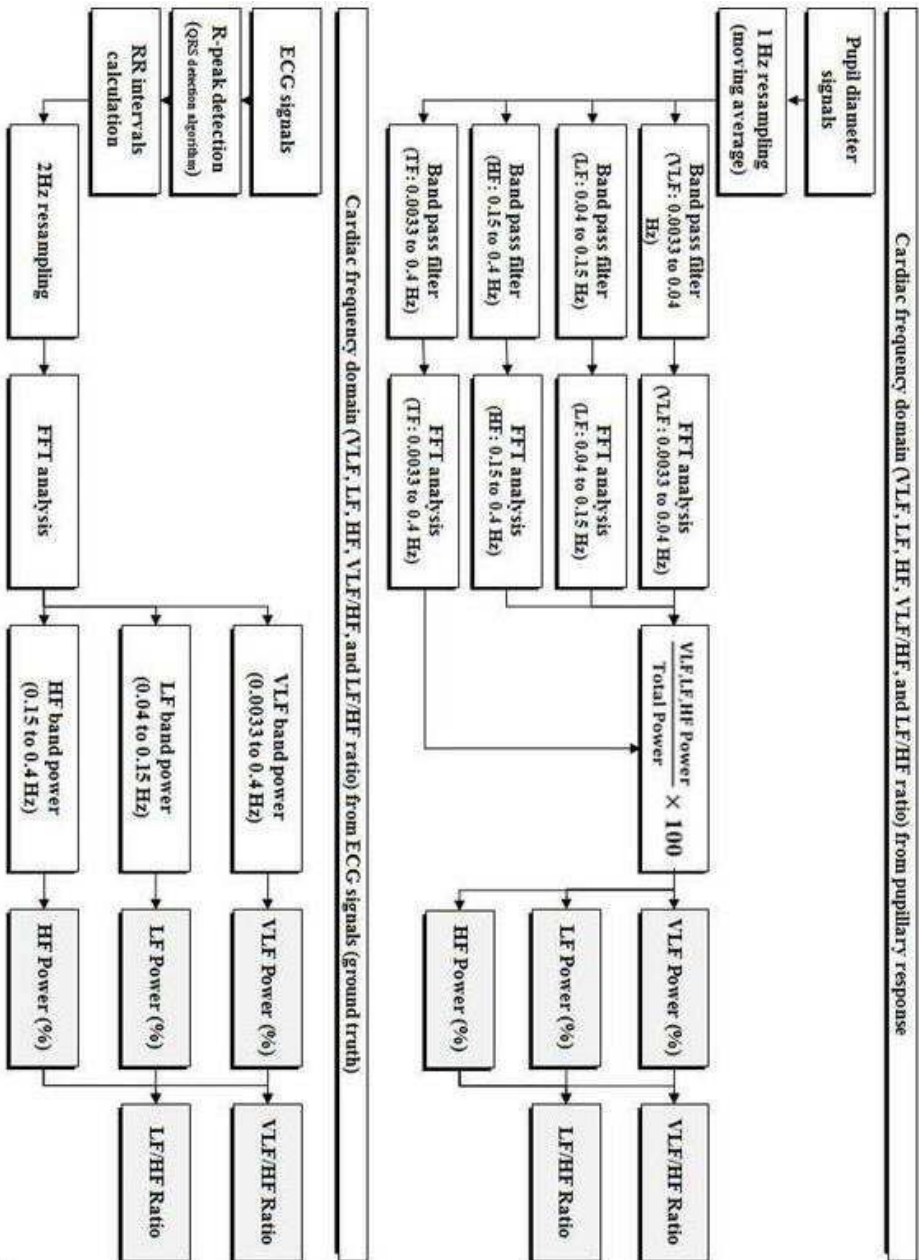 Cardiac frequency domain (VLF, LF, HF, VLF/HF, and LF/HF ratio) from pupillary response
Pupil diameter
signals
1 Hz resampling
(moving average)
Band pass filter
(VLF: 0.0033 to 0.04
Hz)
Band pass filter
(LF: 0.04 to 0.15 Hz)
Band pass filter
(HF: 0.15 to 0.4 Hz)
Band pass filter
(TF: 0.0033 to 0.4 Hz)
FFT analysis
(VLF: 0.0033 to 0.04 Hz)
FFT analysis
(LF: 0.04 to 0.15 Hz)
FFT analysis
(HF: 0.15 to 0.4 Hz)
FFT analysis
(TF: 0.0033 to 0.4 Hz)
VLF,LF,HF Power
Total Power
× 100
VLF Power (%)
LF Power (%)
HF Power (%)
VLF/HF Ratio
LF/HF Ratio
Cardiac frequency domain (VLF, LF, HF, VLF/HF, and LF/HF ratio) from ECG signals (ground truth)
ECG signals
R-peak detection
(QRS detection algorithm)
RR intervals
calculation
2Hz resampling
FFT analysis
VLF band power
(0.0033 to 0.4 Hz)
LF band power
(0.04 to 0.15 Hz)
HF band power
(0.15 to 0.4 Hz)
VLF Power (%)
LF Power (%)
HF Power (%)
VLF/HF Ratio
LF/HF Ratio